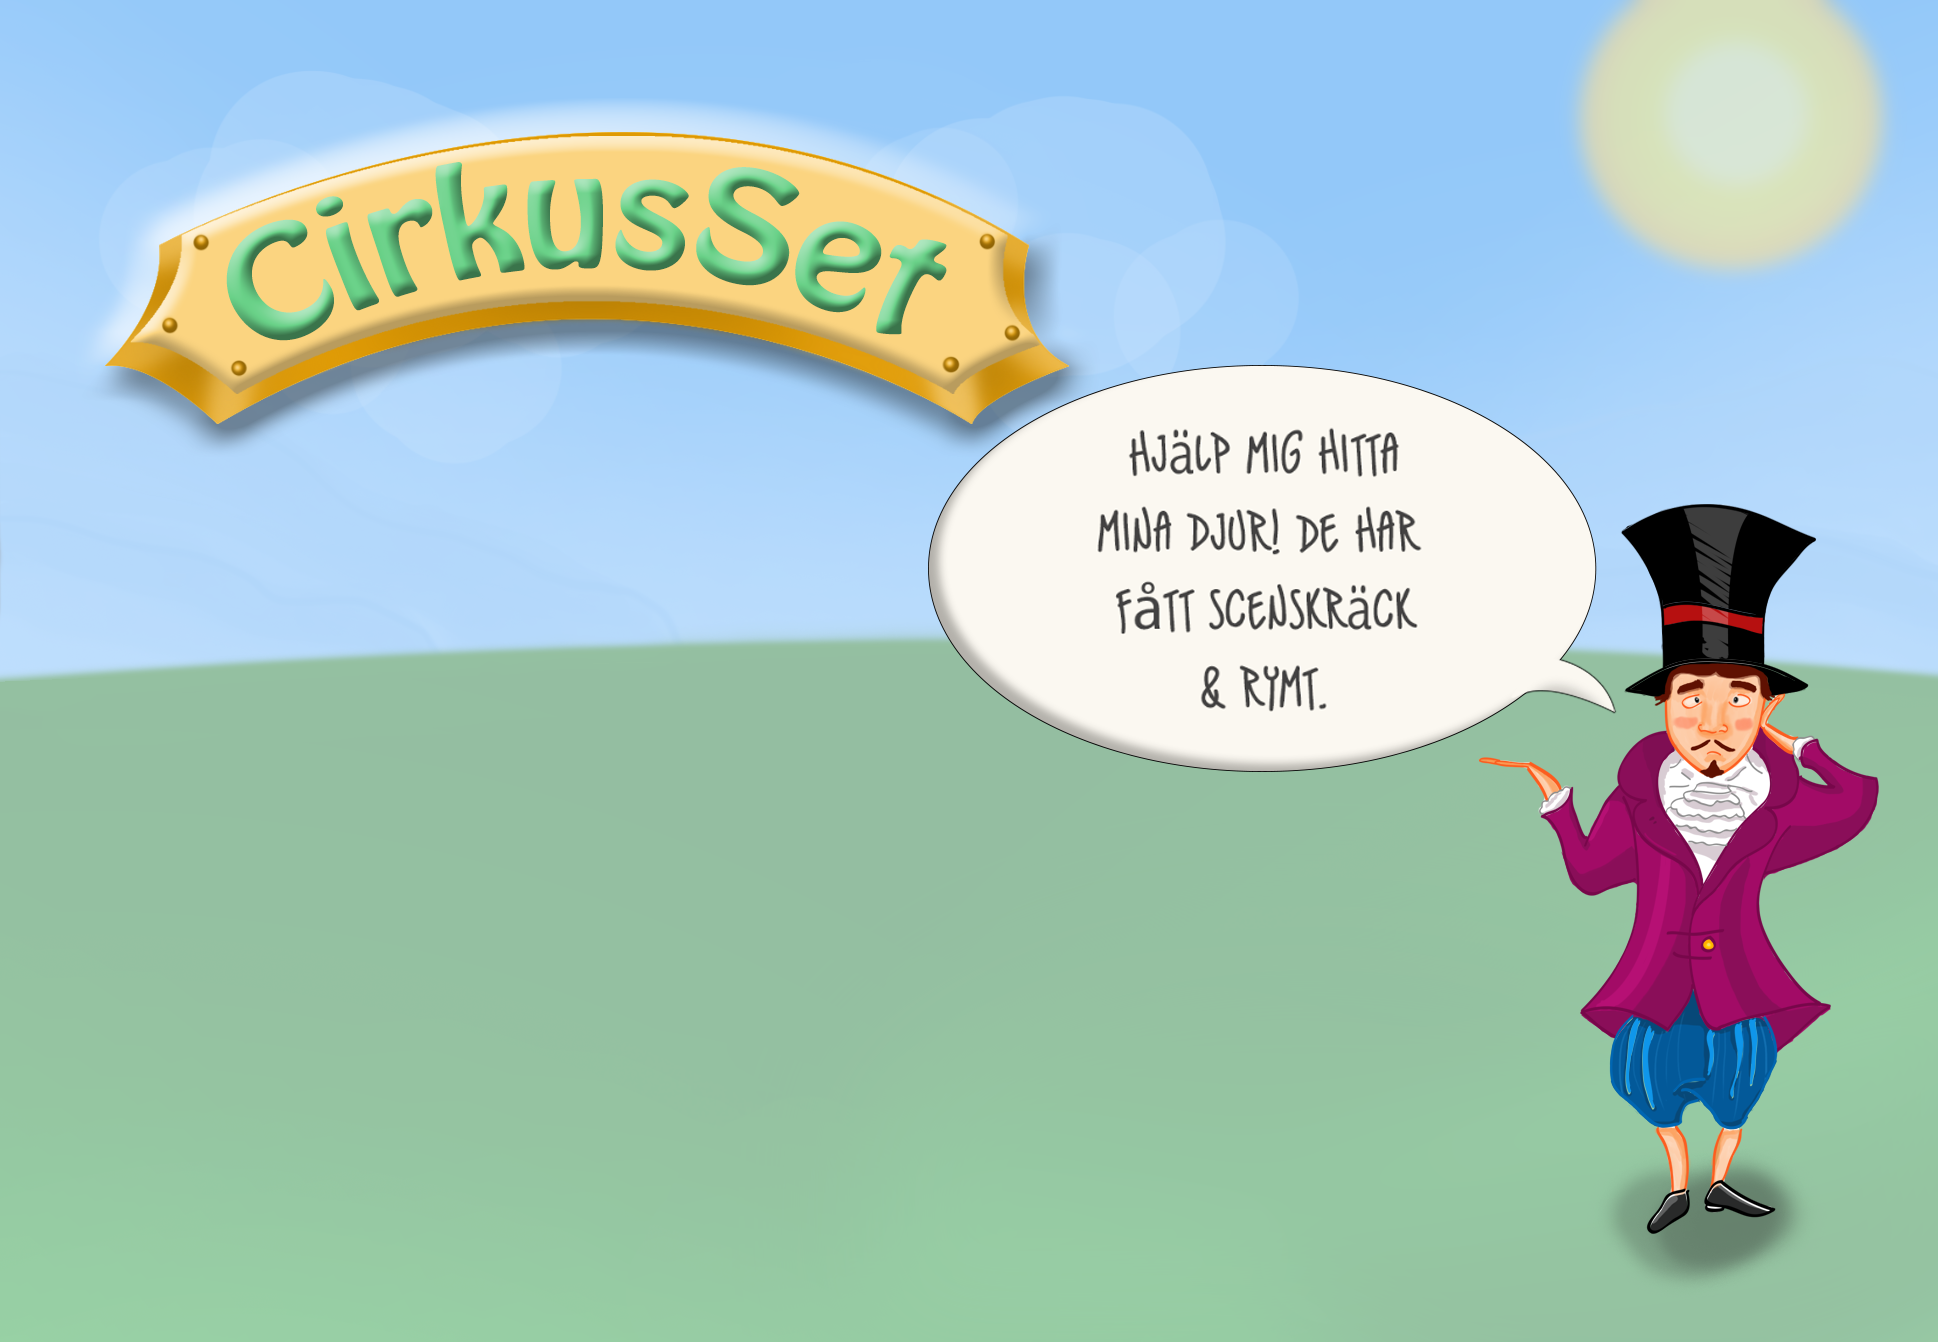 CirkusSet
HJÄLP MIG HITTA
MINA DJUR! DE HAR
FÅTT SCENSKRÄCK
& RYMT.